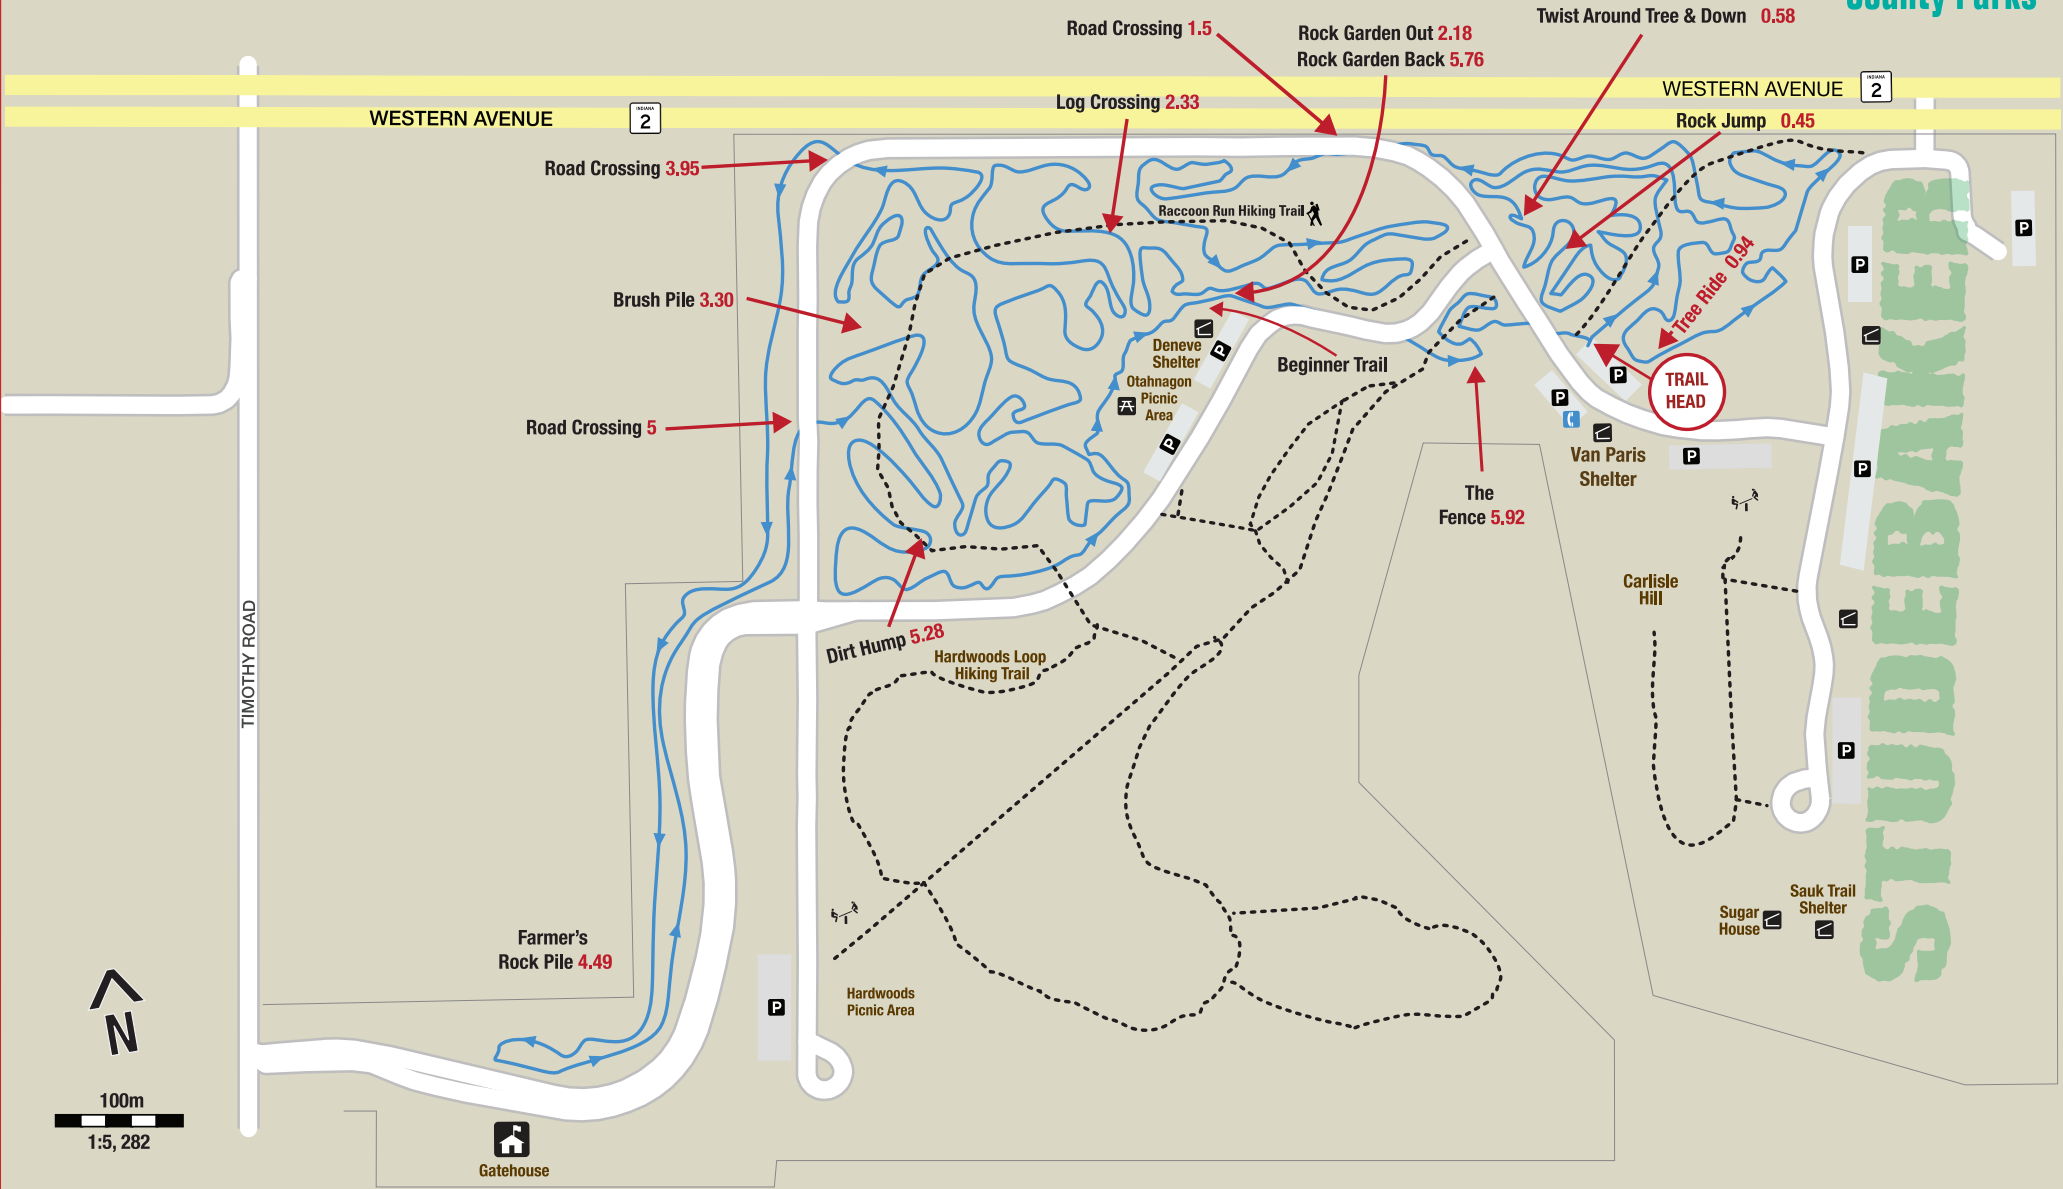 County Parks
Road Crossing 1.5
Rock Garden Out 2.18
Rock Garden Back 5.76
Twist Around Tree & Down 0.58
WESTERN AVENUE
INDIANA
2
WESTERN AVENUE
INDIANA
2
Log Crossing 2.33
Rock Jump 0.45
Road Crossing 3.95
Raccoon Run Hiking Trail
P
P
Tree Ride 0.94
Brush Pile 3.30
Deneve
Shelter
P
Beginner Trail
Otahnagon
Picnic
Area
P
P
P
TRAIL
HEAD
Road Crossing 5
Van Paris
Shelter
P
P
The
Fence 5.92
Carlisle
Hill
TIMOTHY ROAD
Dirt Hump 5.28
Hardwoods Loop
Hiking Trail
P
STUDEBAKER
Sauk Trail
Shelter
Sugar
House
Farmer's
Rock Pile 4.49
N
P
Hardwoods
Picnic Area
100m
1:5, 282
Gatehouse